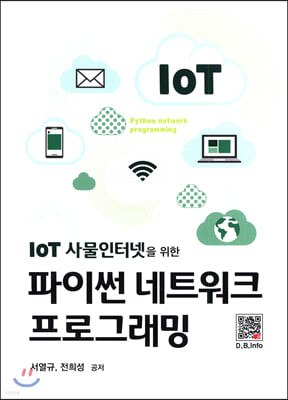 IoT
Python network
programming
IoT 사물인터넷을 위한
파이썬 네트워크
프로그래밍
D.B.Info
서열규, 전희성 공저